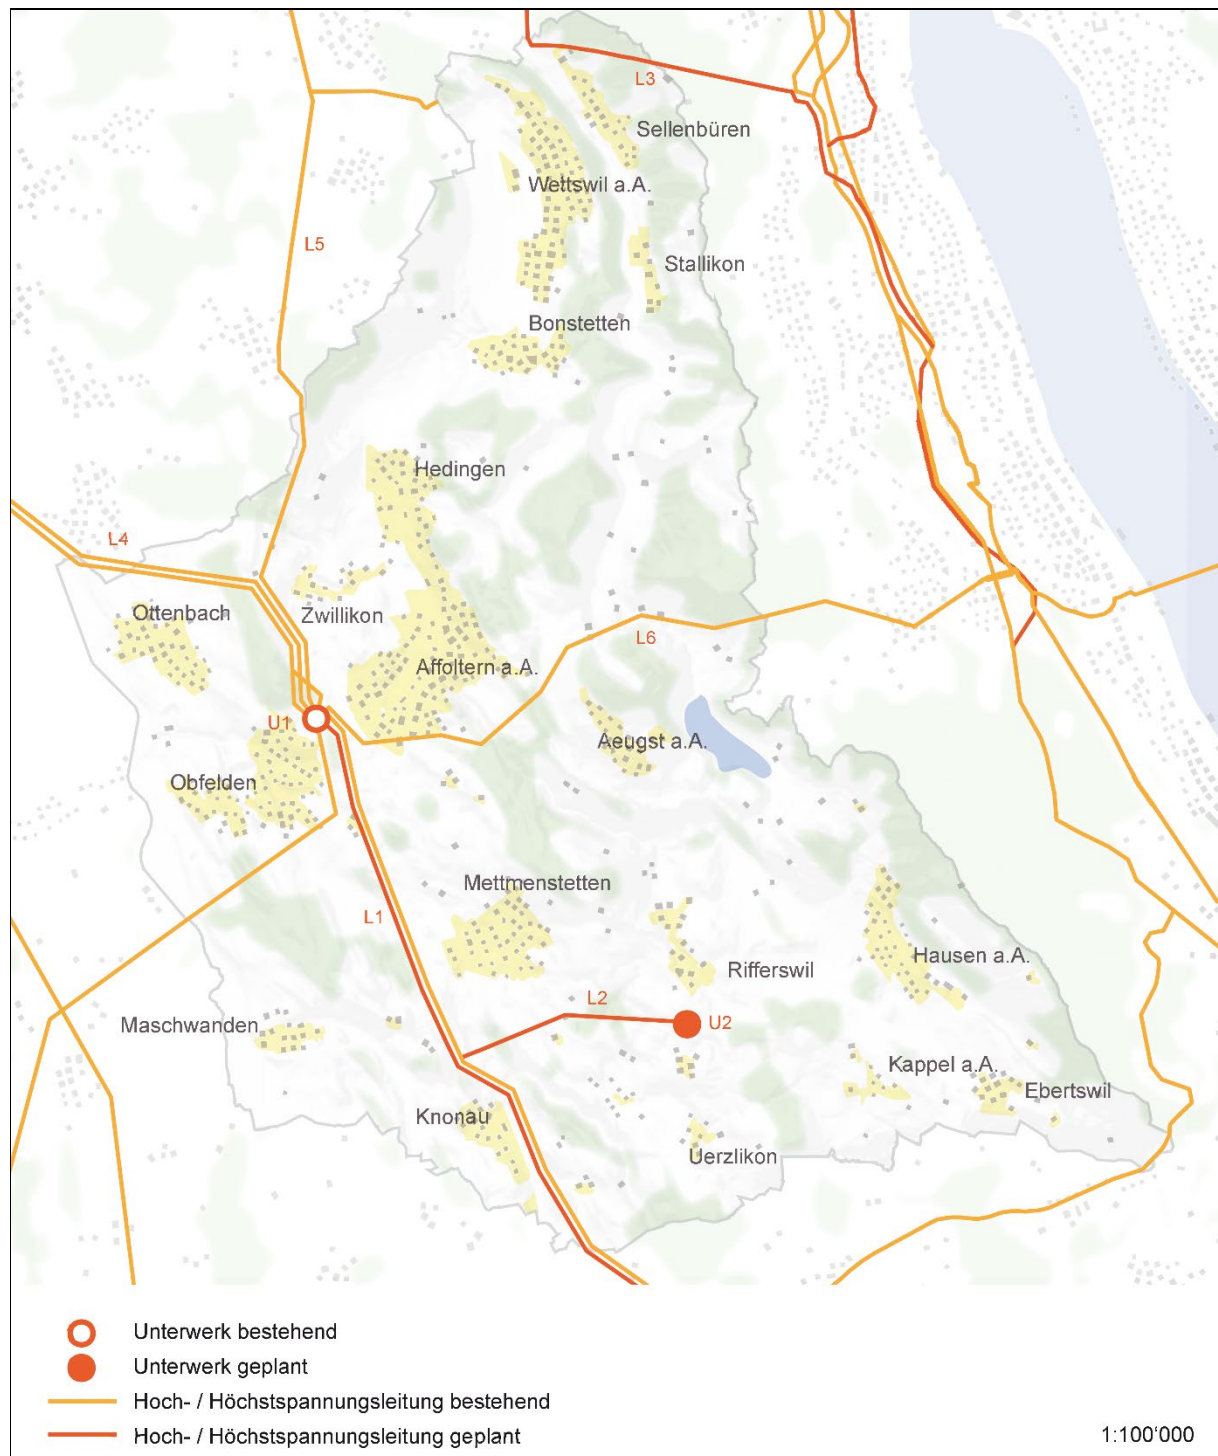 L3
Sellenbüren
Wettswil a.A.
L5
Stallikon
Bonstetten
Hedingen
L4
Ottenbach
Zwillikon
L6
Affoltern a.A.
U1
Aeugst a.A.
Obfelden
Mettmenstetten
L1
Hausen a.A.
Rifferswil
L2
Maschwanden
U2
Kappel a.A.
Ebertswil
Knonau
Uerzlikon
Unterwerk bestehend
Unterwerk geplant
Hoch- / Höchstspannungsleitung bestehend
Hoch- / Höchstspannungsleitung geplant
1:100'000